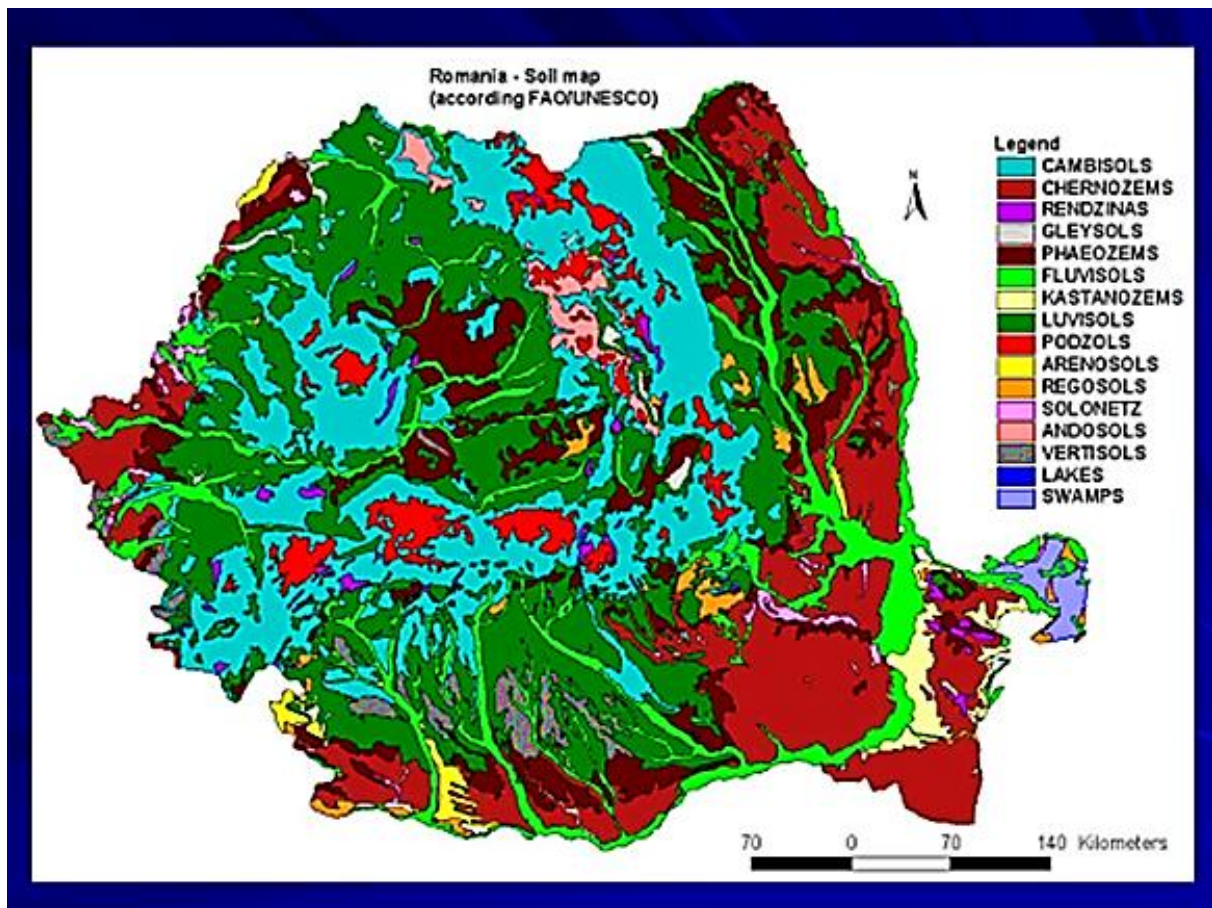 Romania - Soil map
(according FAO/UNESCO)
Legend
CAMBISOLS
CHERNOZEMS
RENDZINAS
GLEYSOLS
PHAEOZEMS
FLUVISOLS
KASTANOZEMS
LUVISOLS
PODZOLS
ARENOSOLS
REGOSOLS
SOLONETZ
ANDOSOLS
VERTISOLS
LAKES
SWAMPS
N
70 0 70 140 Kilometers